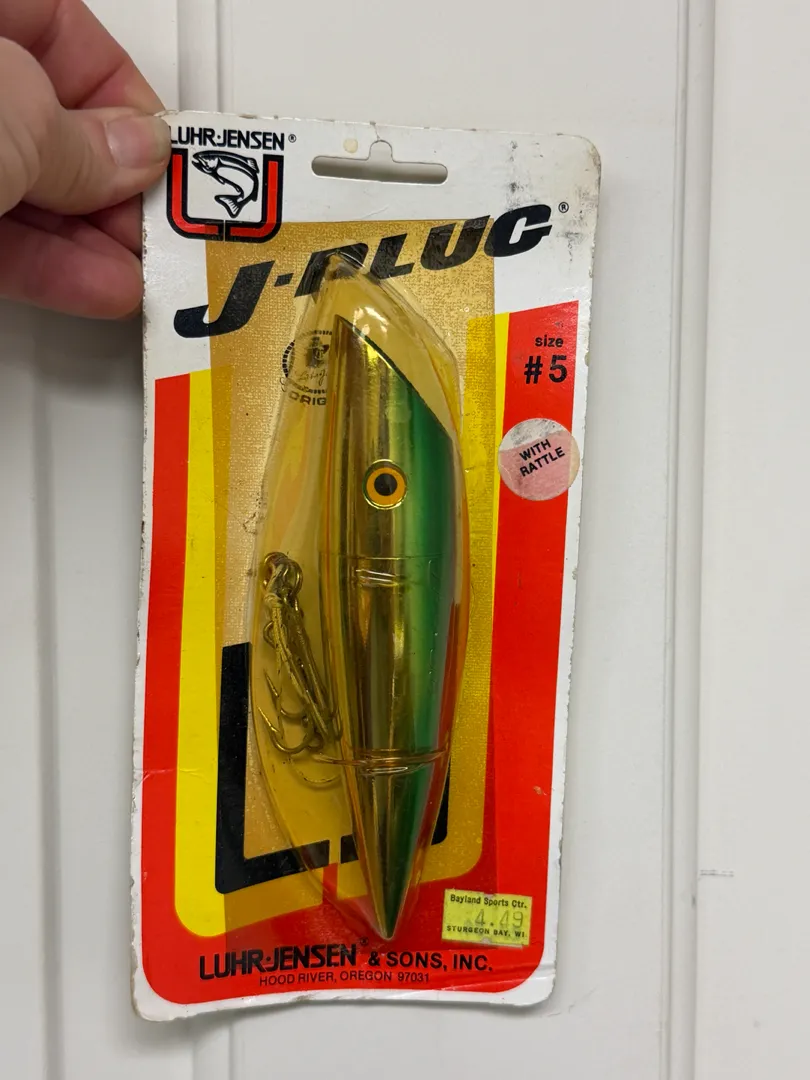 LUHR-JENSEN®
J-PLUG®
size
#5
ORIG
WITH
RATTLE
Bayland Sports Ctr.
4.49
STURGEON BAY, WI
LUHR-JENSEN® & SONS, INC.
HOOD RIVER, OREGON 97031